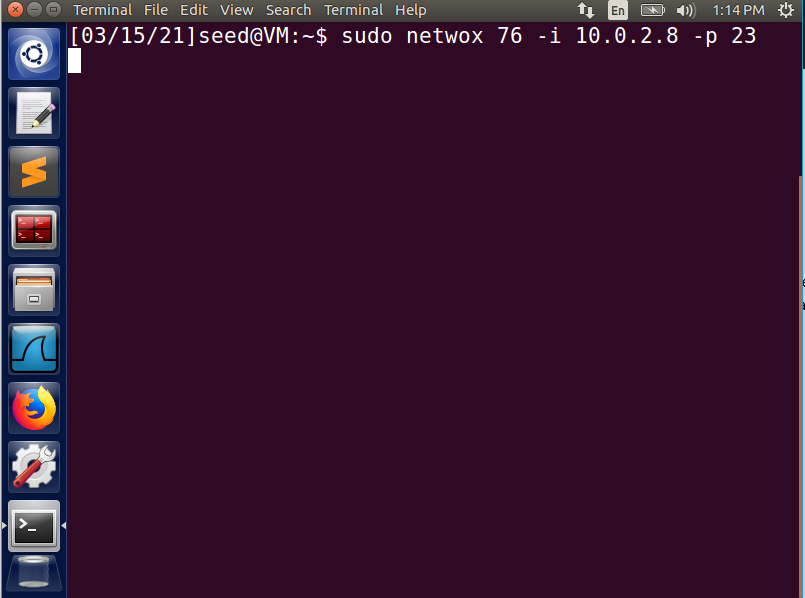 Terminal File Edit View Search Terminal Help En 1:14 PM
[03/15/21]seed@VM:~$ sudo netwox 76 -i 10.0.2.8 -p 23